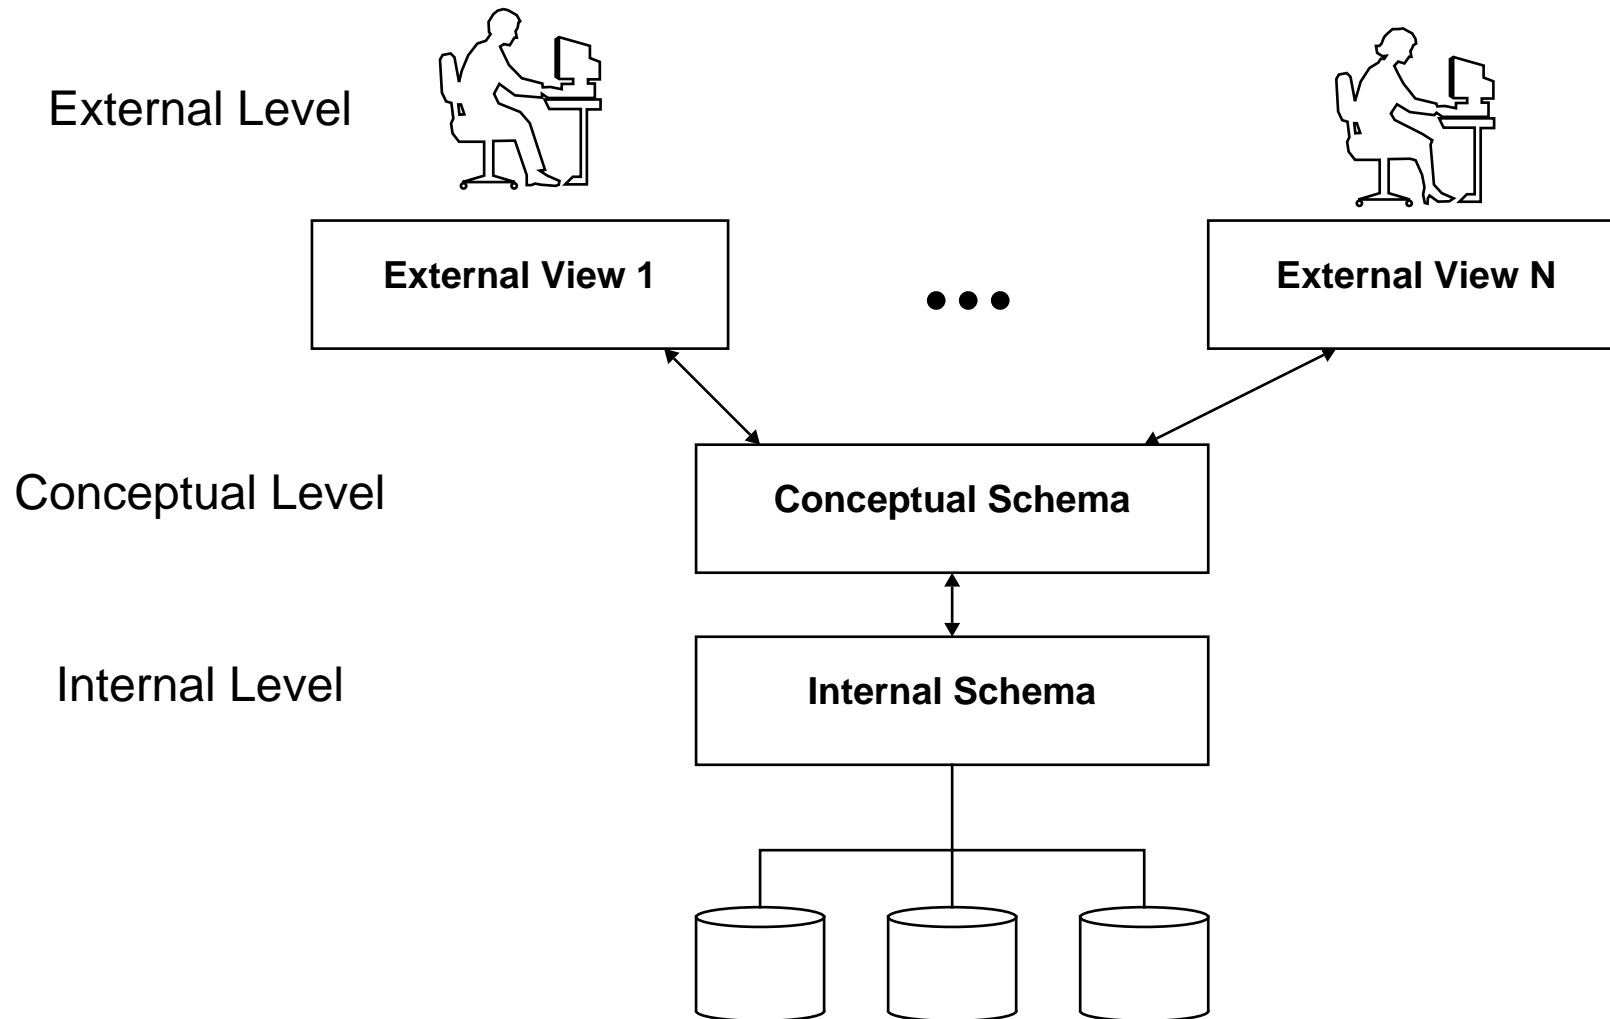 External Level
External View 1
External View N
Conceptual Level
Conceptual Schema
Internal Level
Internal Schema